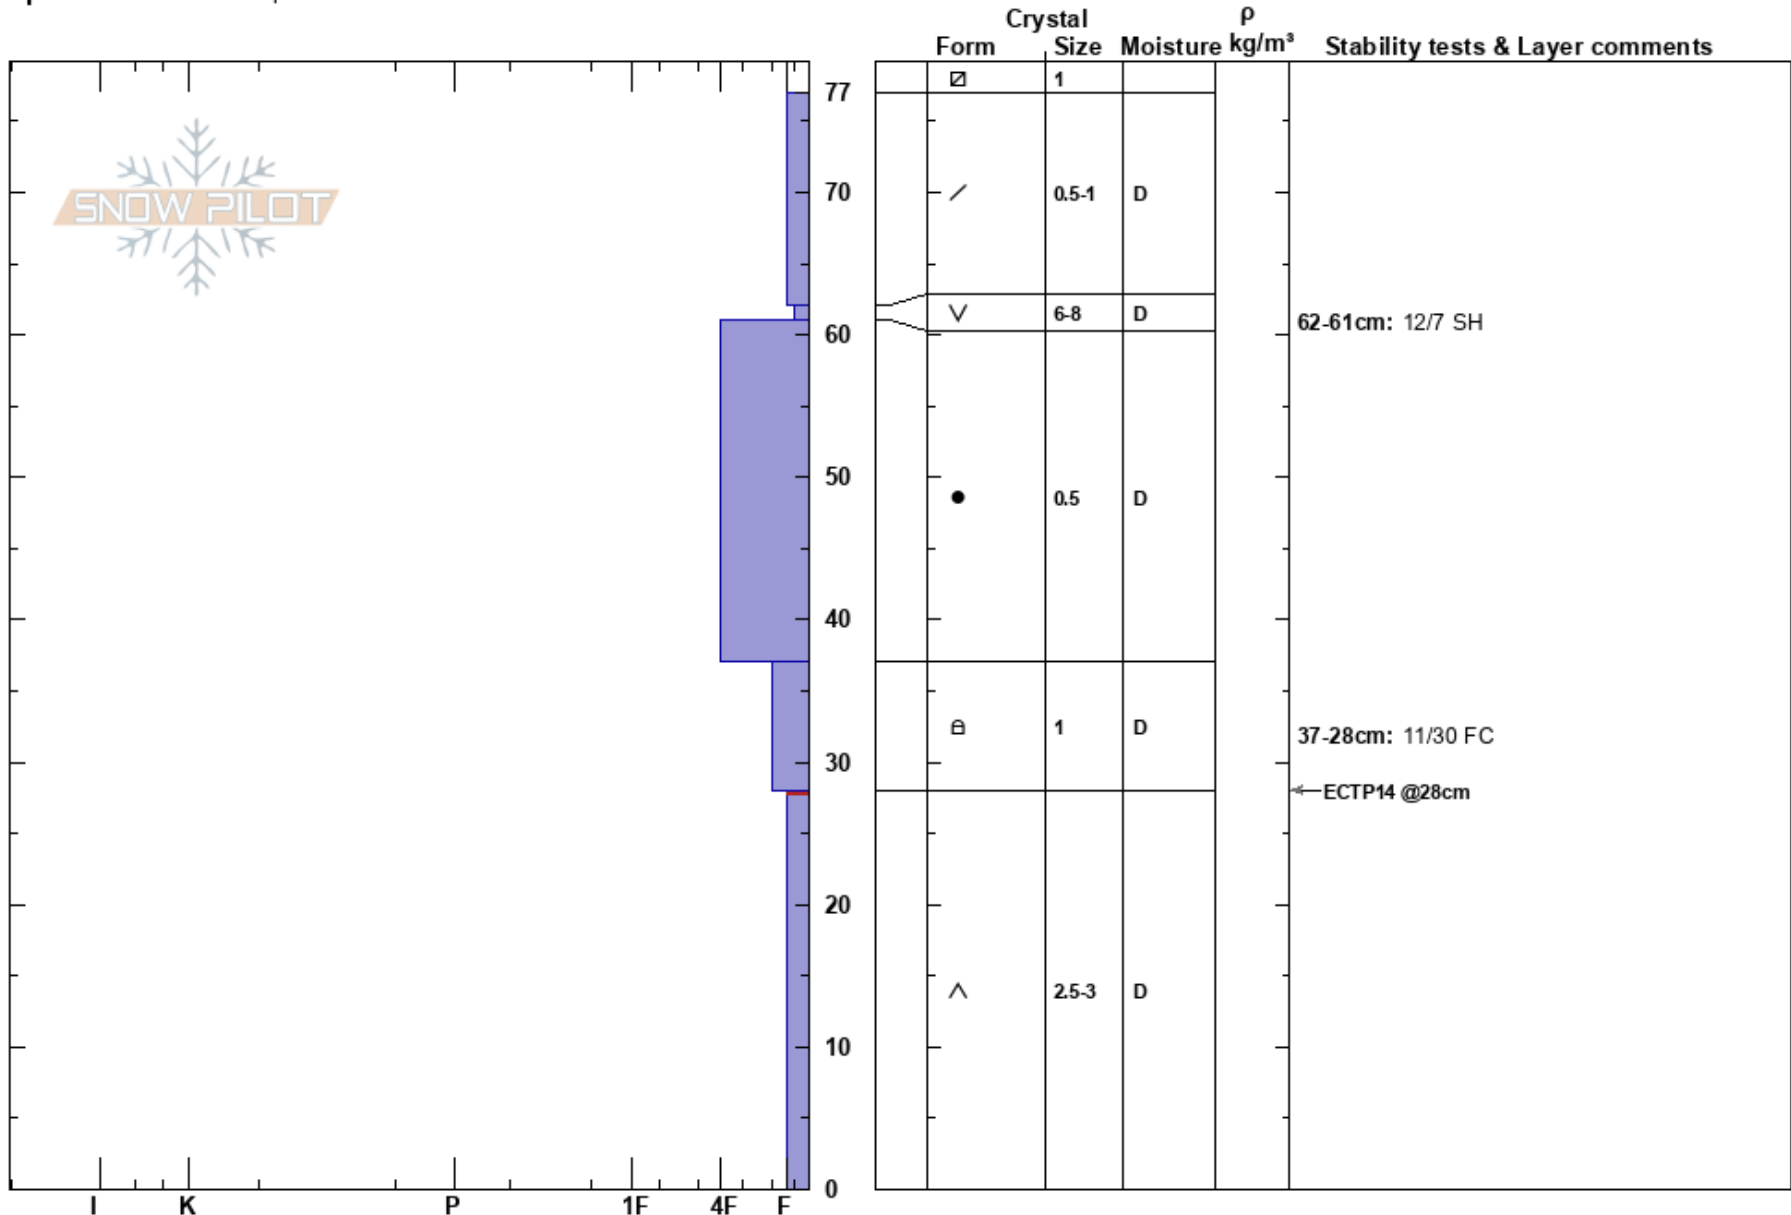 Crystal ρ
Form Size Moisture kg/m³ Stability tests & Layer comments
1
77
SNOW PILOT
70 0.5-1 D
6-8 D
62-61cm: 12/7 SH
60
50
0.5 D
40
1 D
37-28cm: 11/30 FC
30
ECTP14 @28cm
20
2.5-3 D
10
0
I K P 1F 4F F